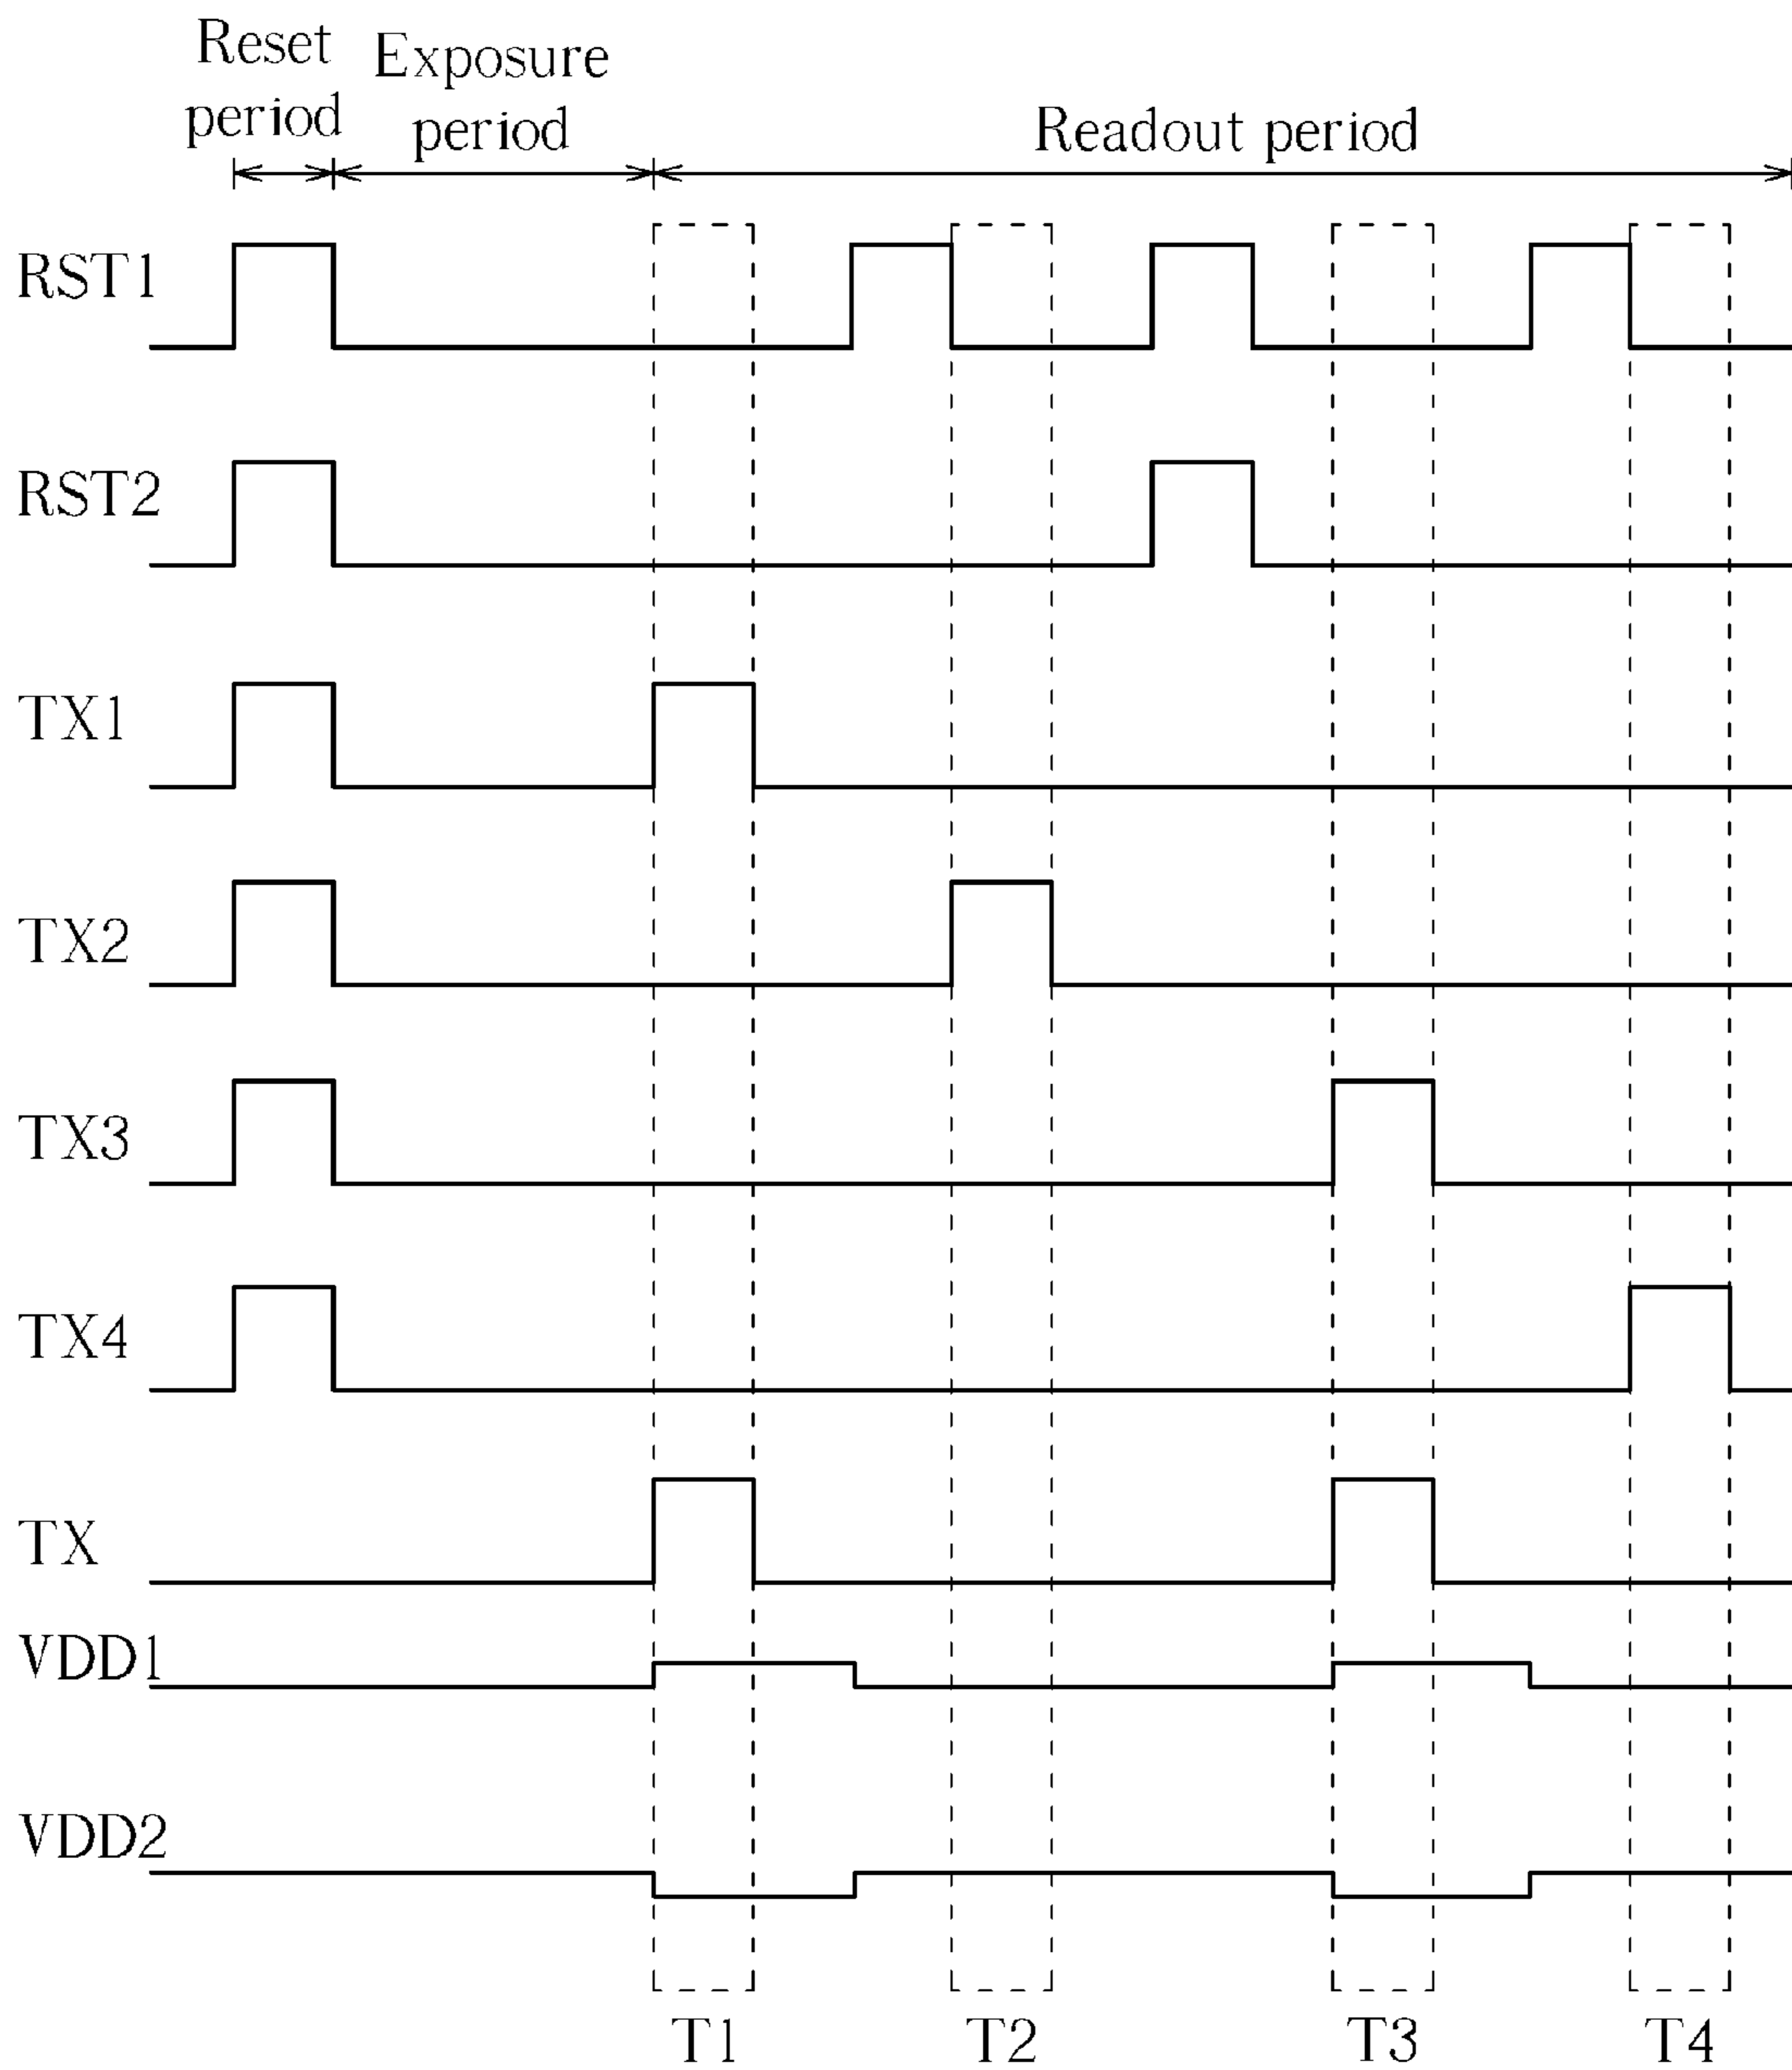 Reset
period
Exposure
period
Readout period
RST1
RST2
TX1
TX2
TX3
TX4
TX
VDD1
VDD2
T1 T2 T3 T4